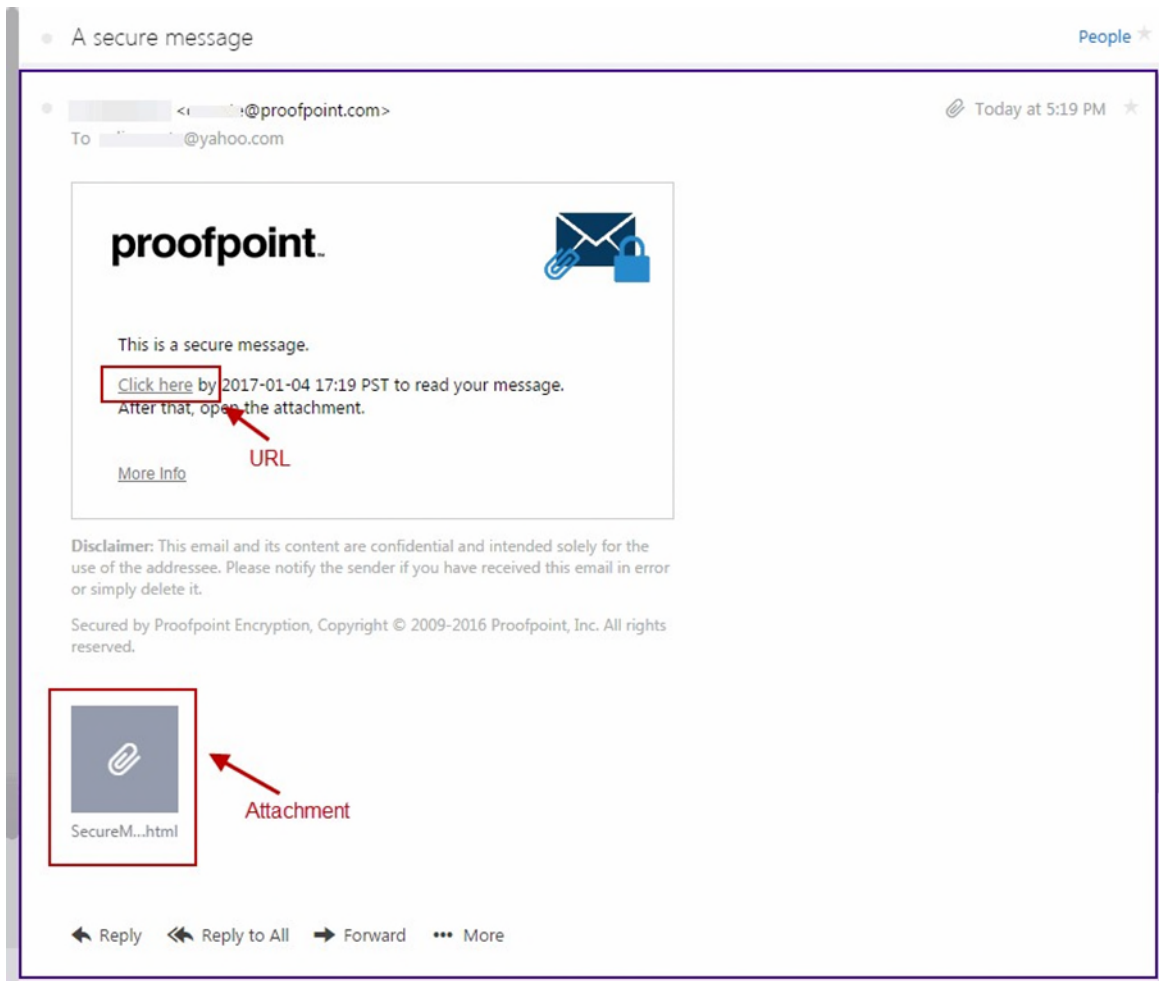 A secure message
People
@proofpoint.com>
Today at 5:19 PM
To @yahoo.com
proofpoint.
This is a secure message.
Click here by 2017-01-04 17:19 PST to read your message.
After that, open the attachment.
URL
More Info
Disclaimer: This email and its content are confidential and intended solely for the
use of the addressee. Please notify the sender if you have received this email in error
or simply delete it.
Secured by Proofpoint Encryption, Copyright © 2009-2016 Proofpoint, Inc. All rights
reserved.
Attachment
SecureM...html
Reply Reply to All Forward ••• More